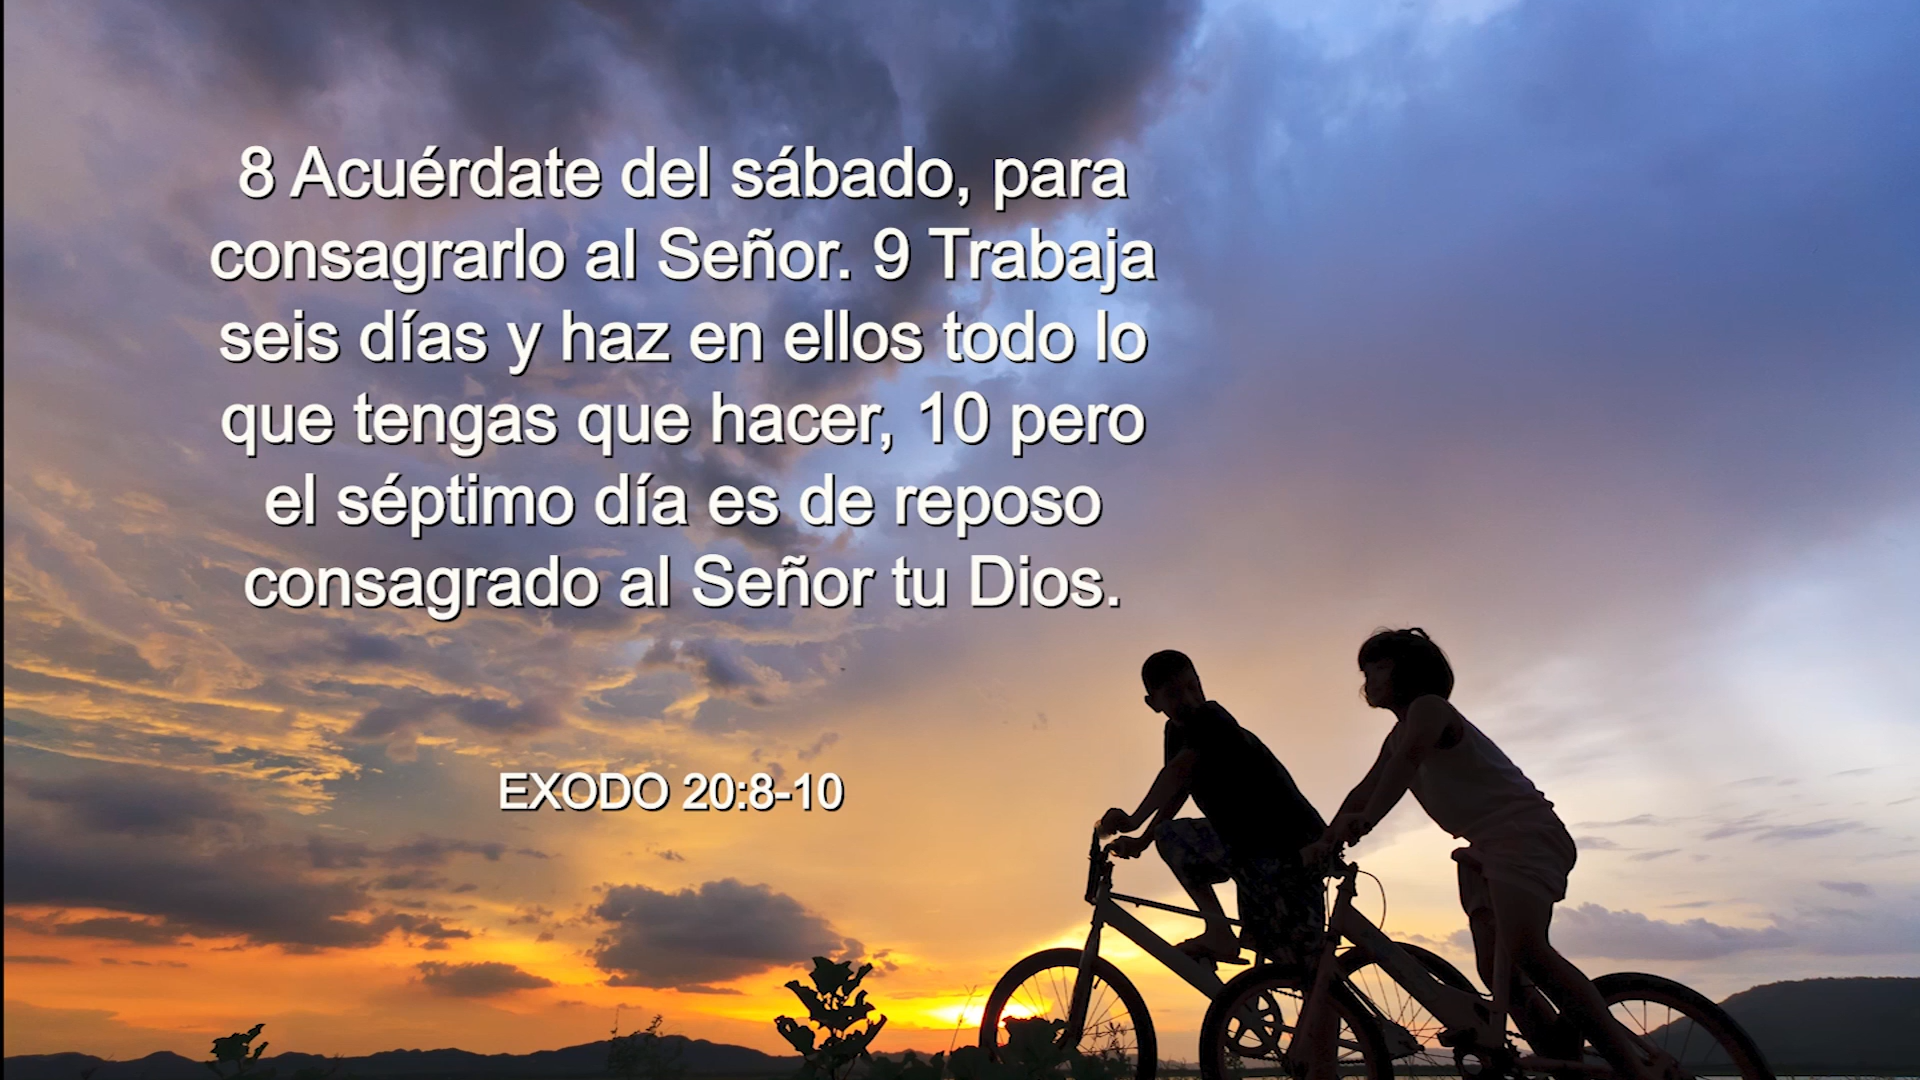 8 Acuérdate del sábado, para
consagrarlo al Señor. 9 Trabaja
seis días y haz en ellos todo lo
que tengas que hacer, 10 pero
el séptimo día es de reposo
consagrado al Señor tu Dios.
EXODO 20:8-10